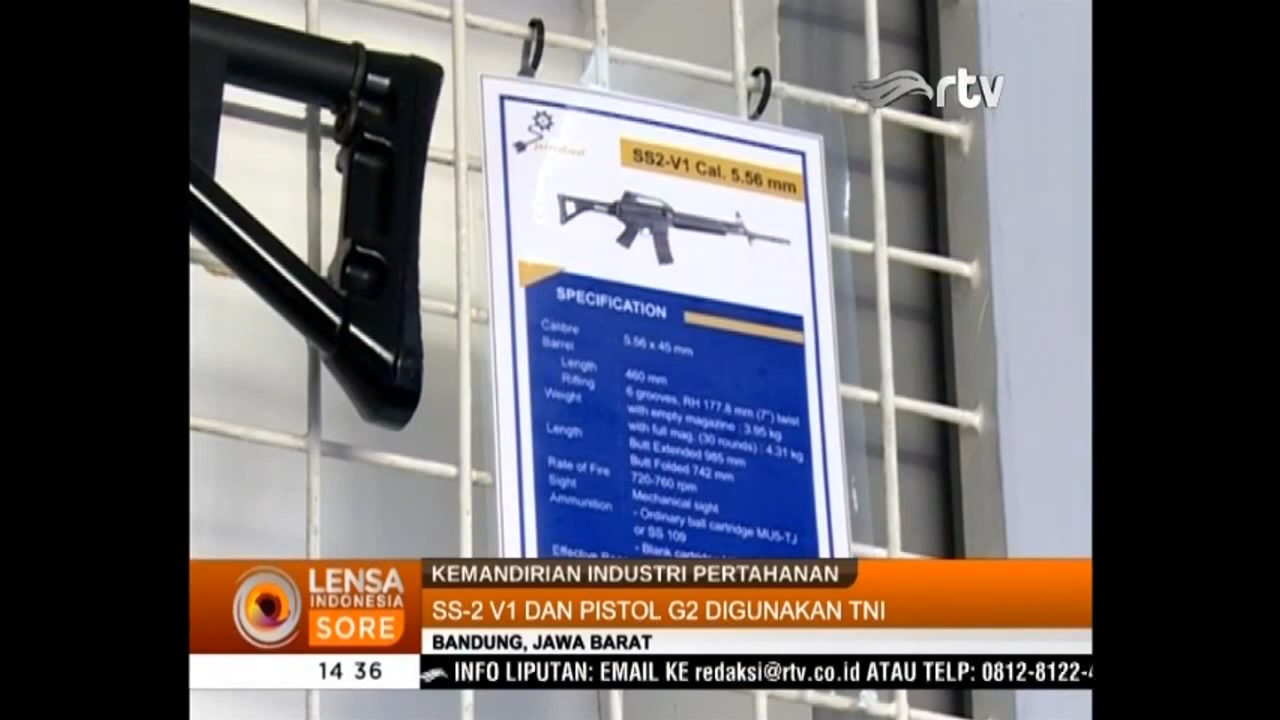 rtv
pindad
SS2-V1 Cal. 5.56 mm
SPECIFICATION
Calibre 5.56 x 45 mm
Barrel
Length 460 mm
Rifling 6 grooves, RH 177.8 mm (7") twist
Weight with empty magazine : 3.95 kg
with full mag. (30 rounds) : 4.31 kg
Length Butt Extended 985 mm
Butt Folded 742 mm
Rate of Fire 720-760 rpm
Sight Mechanical sight
Ammunition - Ordinary ball cartridge MU5-TJ
or SS 109
- Blank
Effective
KEMANDIRIAN INDUSTRI PERTAHANAN
LENSA
INDONESIA
SORE
SS-2 V1 DAN PISTOL G2 DIGUNAKAN TNI
BANDUNG, JAWA BARAT
14 36
INFO LIPUTAN: EMAIL KE redaksi@rtv.co.id ATAU TELP: 0812-8122-